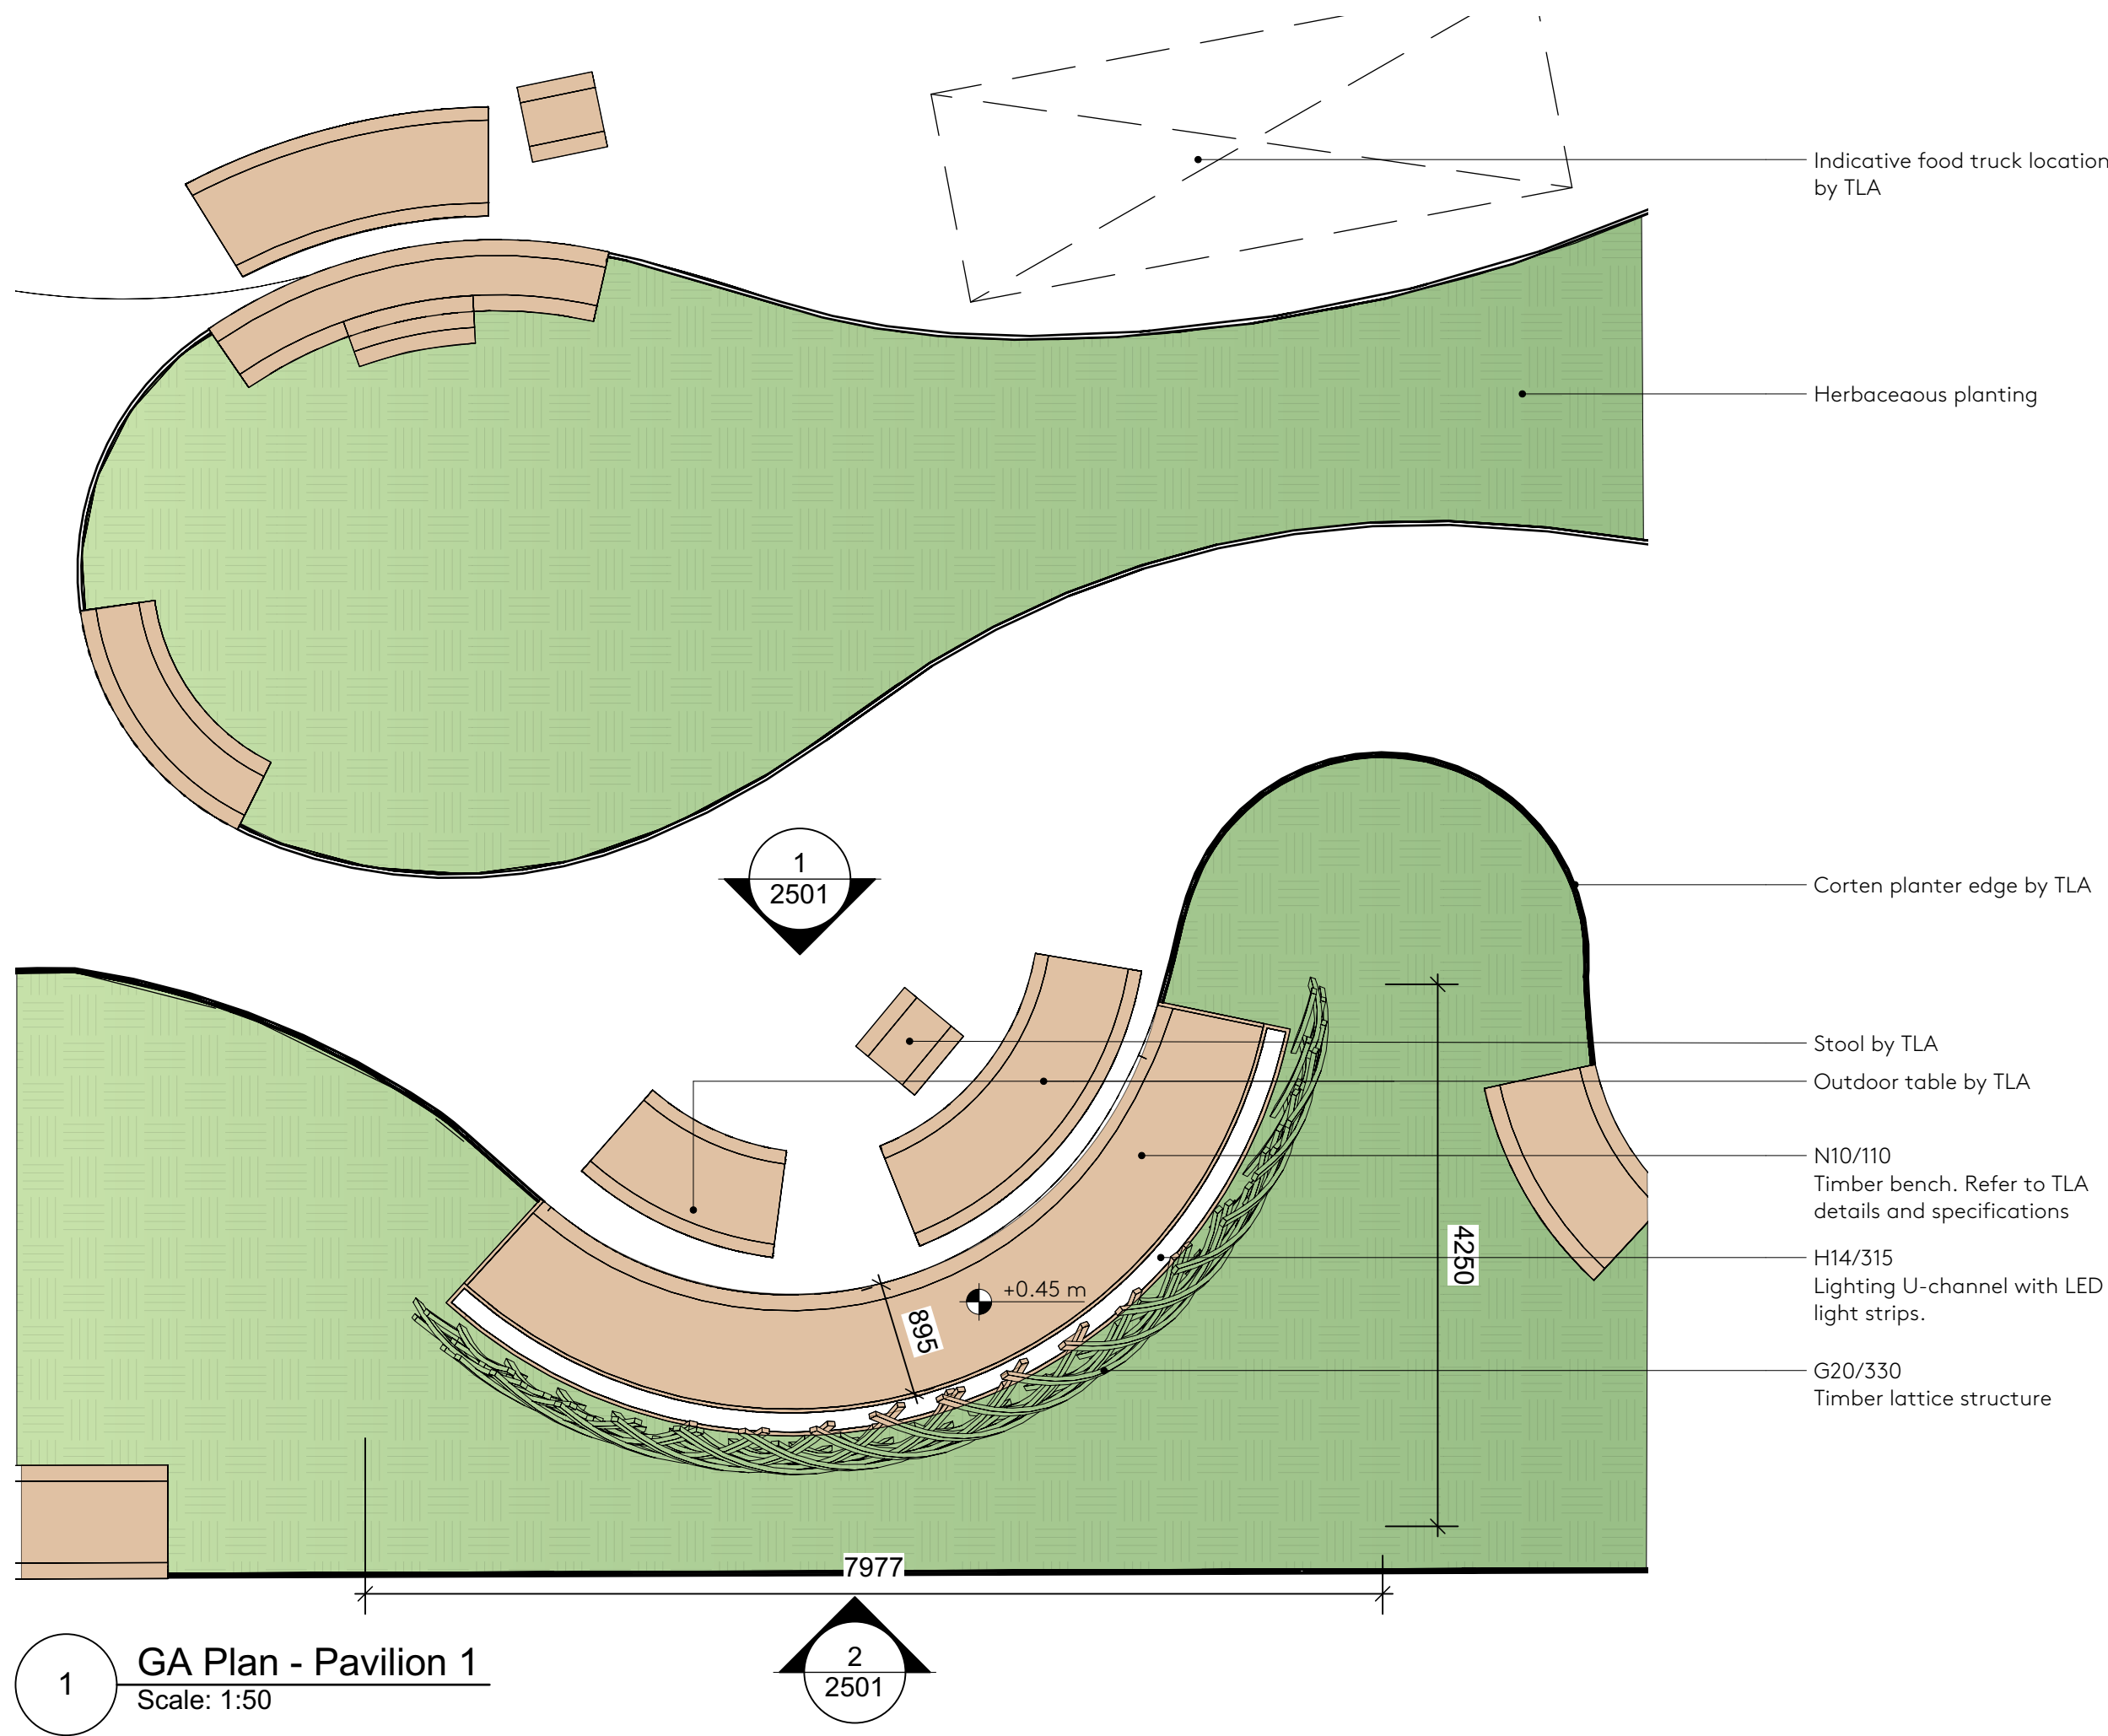 Indicative food truck location
by TLA
Herbaceaous planting
1
2501
Corten planter edge by TLA
Stool by TLA
Outdoor table by TLA
N10/110
Timber bench. Refer to TLA
details and specifications
H14/315
Lighting U-channel with LED
light strips.
4250
+0.45 m
895
G20/330
Timber lattice structure
7977
2
2501
1
GA Plan - Pavilion 1
Scale: 1:50